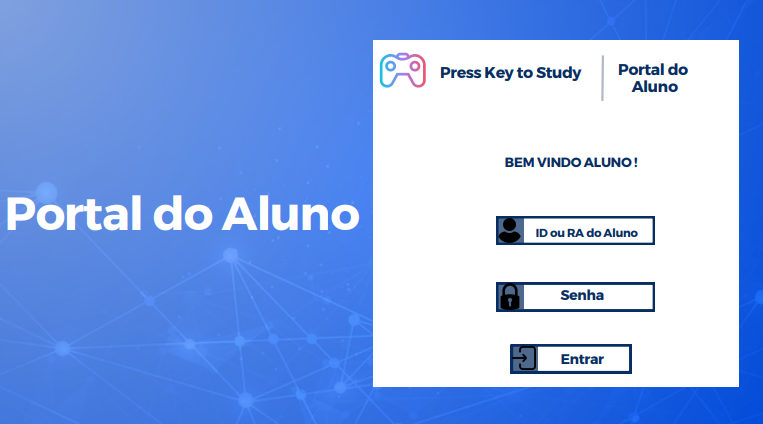 Portal do Aluno
Press Key to Study
Portal do
Aluno
BEM VINDO ALUNO !
ID ou RA do Aluno
Senha
Entrar